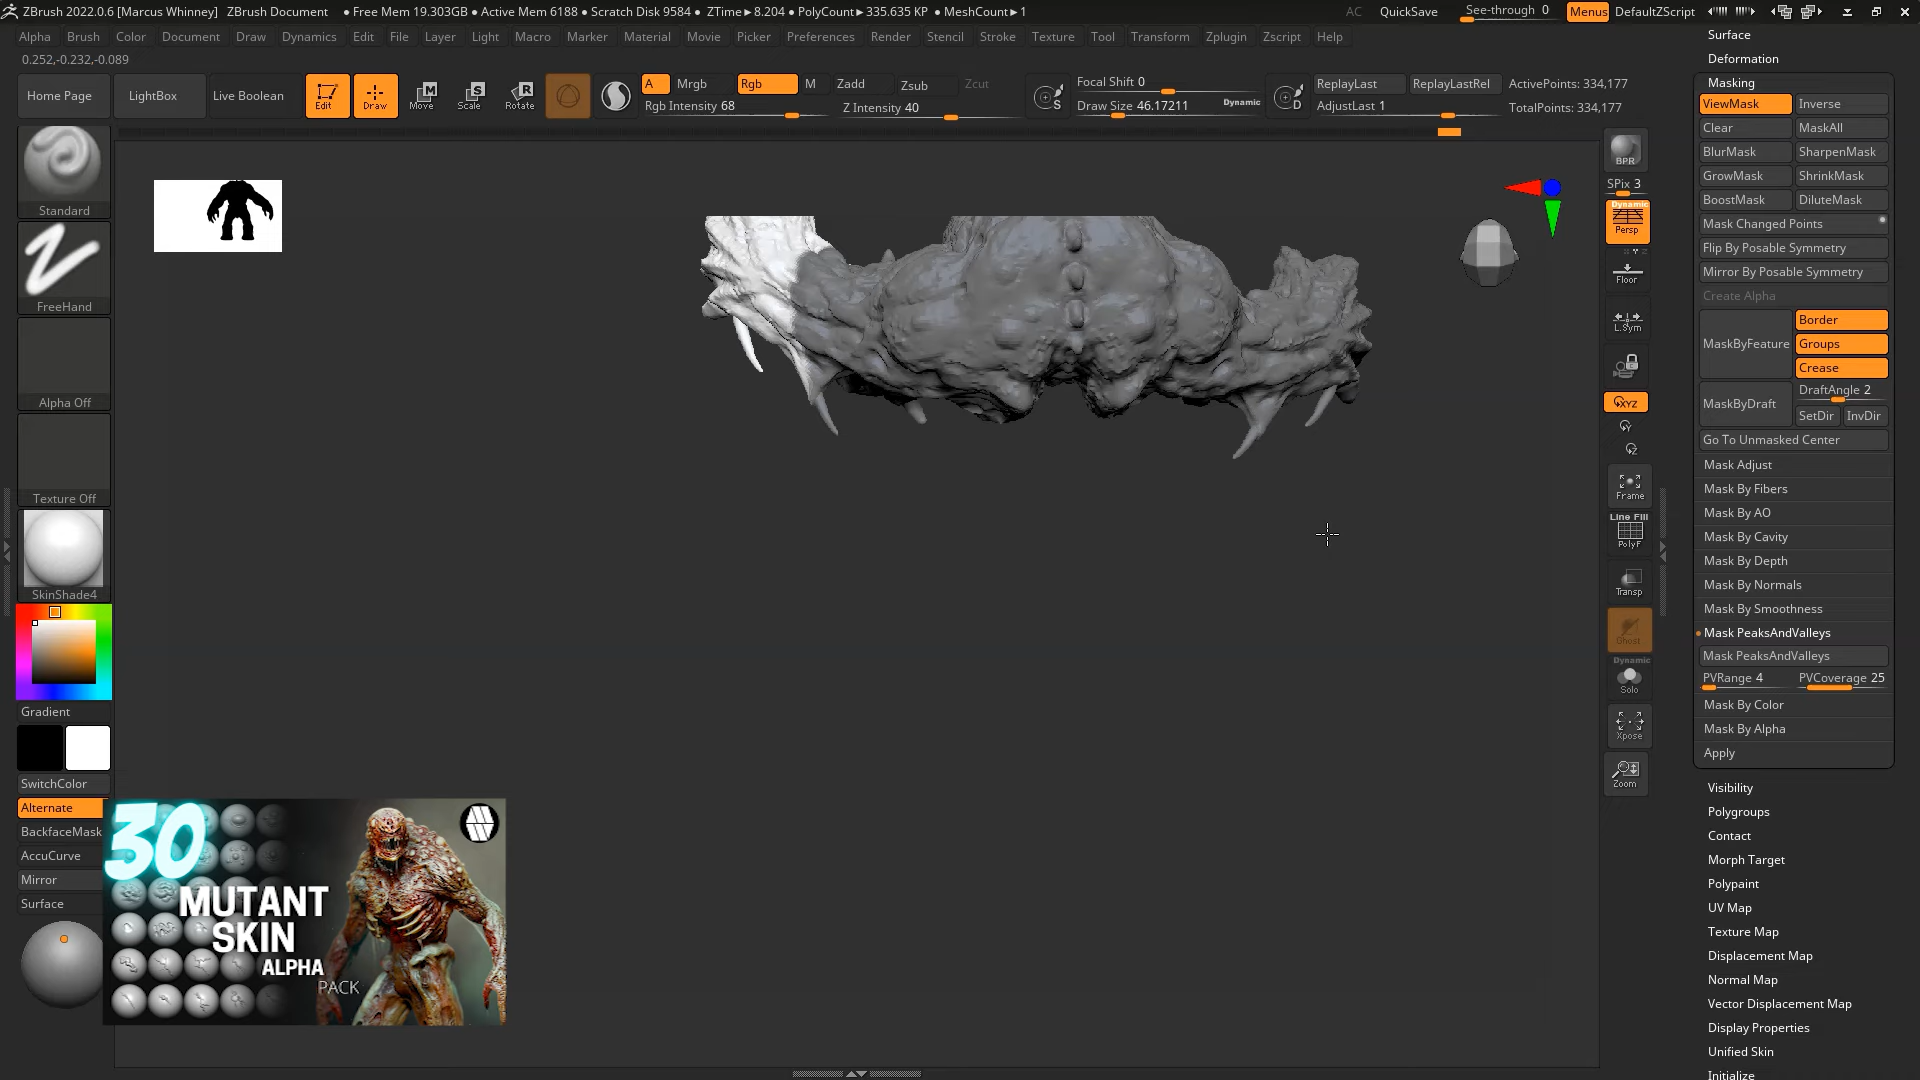 ZBrush 2022.0.6 [Marcus Whinney] ZBrush Document ● Free Mem 19.303GB ● Active Mem 6188 ● Scratch Disk 9584 ● ZTime►8.204 ● PolyCount►335.635 KP ● MeshCount►1 AC QuickSave See-through 0 Menus DefaultZScript
Alpha Brush Color Document Draw Dynamics Edit File Layer Light Macro Marker Material Movie Picker Preferences Render Stencil Stroke Texture Tool Transform Zplugin Zscript Help
0.252,-0.232,-0.089
Home Page LightBox Live Boolean Edit Draw Move Scale Rotate
A Mrgb Rgb M Zadd Zsub Zcut
Rgb Intensity 68 Z Intensity 40
Focal Shift 0
Draw Size 46.17211 Dynamic
ReplayLast ReplayLastRel ActivePoints: 334,177
AdjustLast 1 TotalPoints: 334,177
Standard
FreeHand
Alpha Off
Texture Off
SkinShade4
Gradient
SwitchColor
Alternate
BackfaceMask
AccuCurve
Mirror
Surface
30
MUTANT
SKIN
ALPHA
PACK
BPR
SPix 3
Dynamic
Persp
Floor
L.Sym
XYZ
Frame
Line Fill
PolyF
Transp
Ghost
Dynamic
Solo
Xpose
Zoom
Surface
Deformation
Masking
ViewMask Inverse
Clear MaskAll
BlurMask SharpenMask
GrowMask ShrinkMask
BoostMask DiluteMask
Mask Changed Points
Flip By Posable Symmetry
Mirror By Posable Symmetry
Create Alpha
MaskByFeature
Border
Groups
Crease
MaskByDraft
DraftAngle 2
SetDir InvDir
Go To Unmasked Center
Mask Adjust
Mask By Fibers
Mask By AO
Mask By Cavity
Mask By Depth
Mask By Normals
Mask By Smoothness
Mask PeaksAndValleys
Mask PeaksAndValleys
PVRange 4 PVCoverage 25
Mask By Color
Mask By Alpha
Apply
Visibility
Polygroups
Contact
Morph Target
Polypaint
UV Map
Texture Map
Displacement Map
Normal Map
Vector Displacement Map
Display Properties
Unified Skin
Initialize